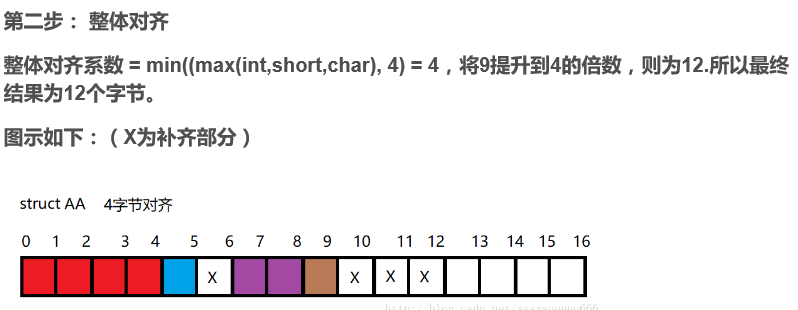 第二步： 整体对齐
整体对齐系数 = min((max(int,short,char), 4) = 4，将9提升到4的倍数，则为12.所以最终
结果为12个字节。
图示如下：（X为补齐部分）
struct AA 4字节对齐
0 1 2 3 4 5 6 7 8 9 10 11 12 13 14 15 16
X X X X